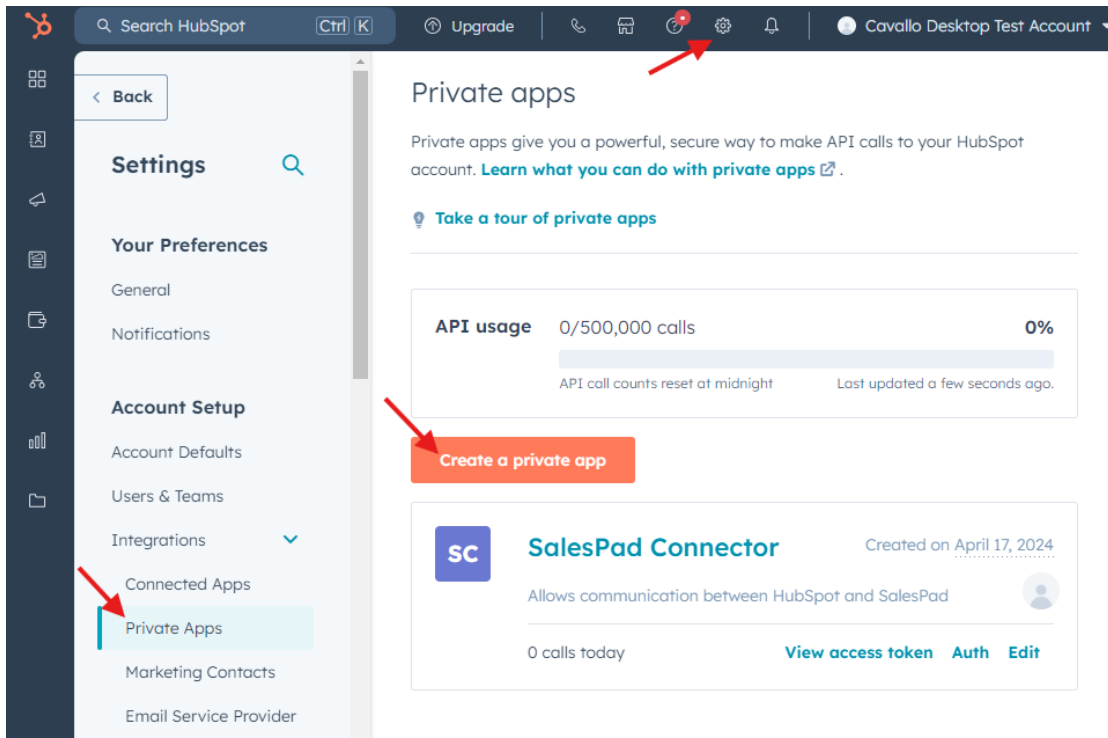 Search HubSpot Ctrl K Upgrade Cavallo Desktop Test Account
Back
Settings
Your Preferences
General
Notifications
Account Setup
Account Defaults
Users & Teams
Integrations
Connected Apps
Private Apps
Marketing Contacts
Email Service Provider
Private apps
Private apps give you a powerful, secure way to make API calls to your HubSpot
account. Learn what you can do with private apps .
Take a tour of private apps
API usage 0/500,000 calls 0%
API call counts reset at midnight Last updated a few seconds ago.
Create a private app
SC SalesPad Connector Created on April 17, 2024
Allows communication between HubSpot and SalesPad
0 calls today View access token Auth Edit